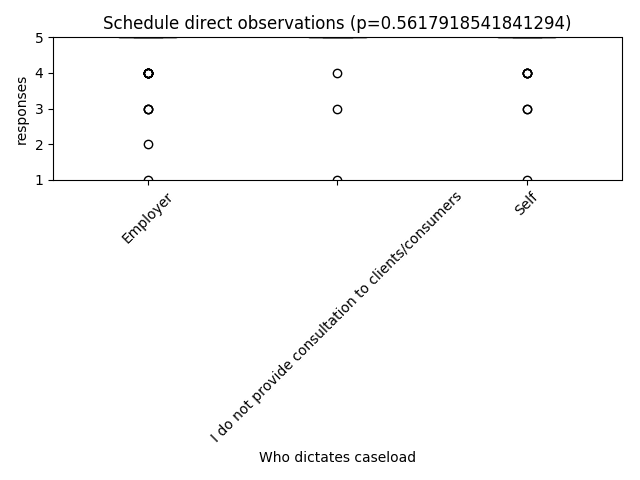 Schedule direct observations (p=0.5617918541841294)
5
4
3
2
1
responses
Employer
I do not provide consultation to clients/consumers
Self
Who dictates caseload